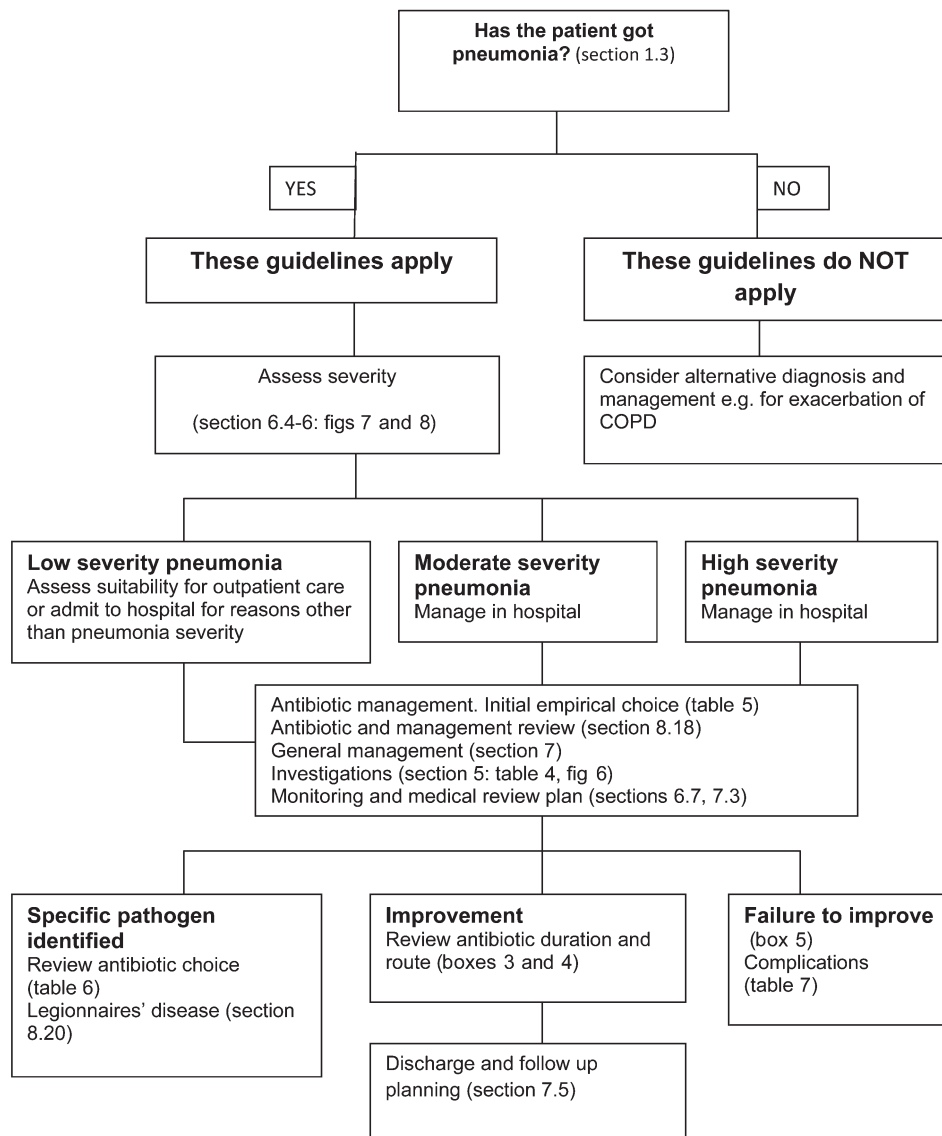 Has the patient got
pneumonia? (section 1.3)
YES
NO
These guidelines apply
These guidelines do NOT
apply
Assess severity
(section 6.4-6: figs 7 and 8)
Consider alternative diagnosis and
management e.g. for exacerbation of
COPD
Low severity pneumonia
Assess suitability for outpatient care
or admit to hospital for reasons other
than pneumonia severity
Moderate severity
pneumonia
Manage in hospital
High severity
pneumonia
Manage in hospital
Antibiotic management. Initial empirical choice (table 5)
Antibiotic and management review (section 8.18)
General management (section 7)
Investigations (section 5: table 4, fig 6)
Monitoring and medical review plan (sections 6.7, 7.3)
Specific pathogen
identified
Review antibiotic choice
(table 6)
Legionnaires’ disease (section
8.20)
Improvement
Review antibiotic duration and
route (boxes 3 and 4)
Failure to improve
(box 5)
Complications
(table 7)
Discharge and follow up
planning (section 7.5)